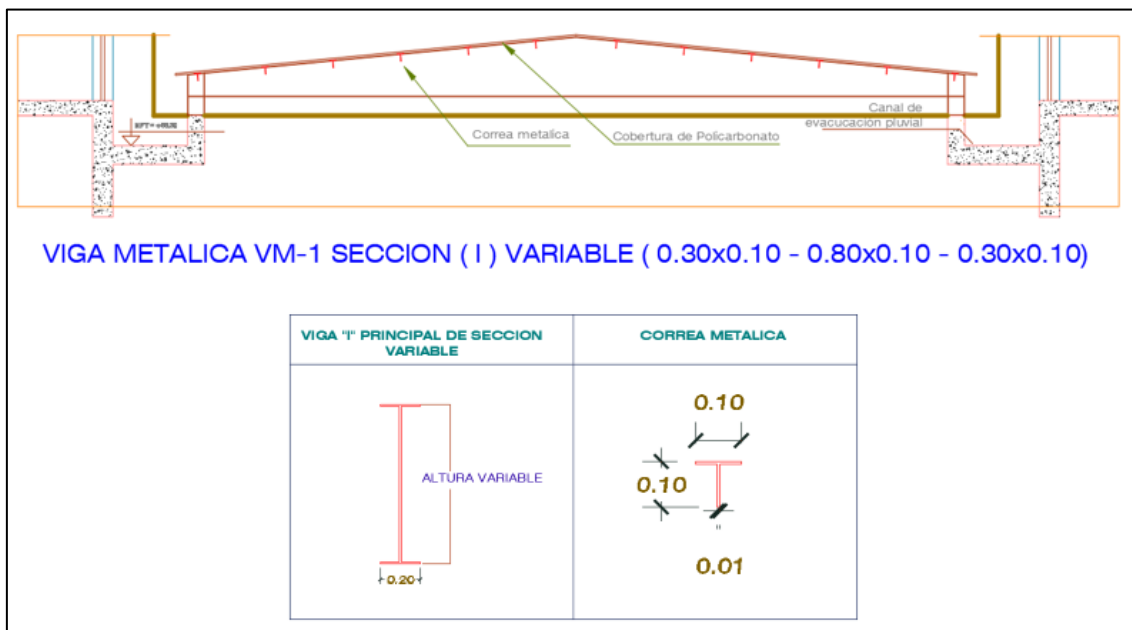 Canal de
evacucación pluvial
Correa metalica
Cobertura de Policarbonato
VIGA METALICA VM-1 SECCION ( I ) VARIABLE ( 0.30x0.10 - 0.80x0.10 - 0.30x0.10)
VIGA "I" PRINCIPAL DE SECCION
VARIABLE
CORREA METALICA
ALTURA VARIABLE
0.20
0.10
0.10
0.01